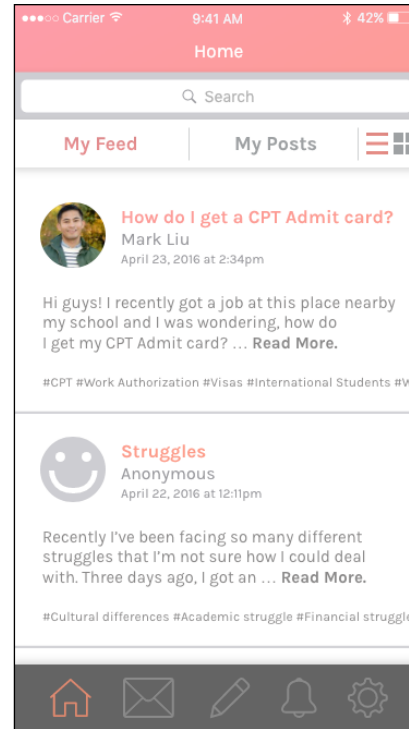 Carrier 9:41 AM 42%
Home
Search
My Feed My Posts
How do I get a CPT Admit card?
Mark Liu
April 23, 2016 at 2:34pm
Hi guys! I recently got a job at this place nearby
my school and I was wondering, how do
I get my CPT Admit card? ... Read More.
#CPT #Work Authorization #Visas #International Students #W
Struggles
Anonymous
April 22, 2016 at 12:11pm
Recently I've been facing so many different
struggles that I'm not sure how I could deal
with. Three days ago, I got an ... Read More.
#Cultural differences #Academic struggle #Financial struggle